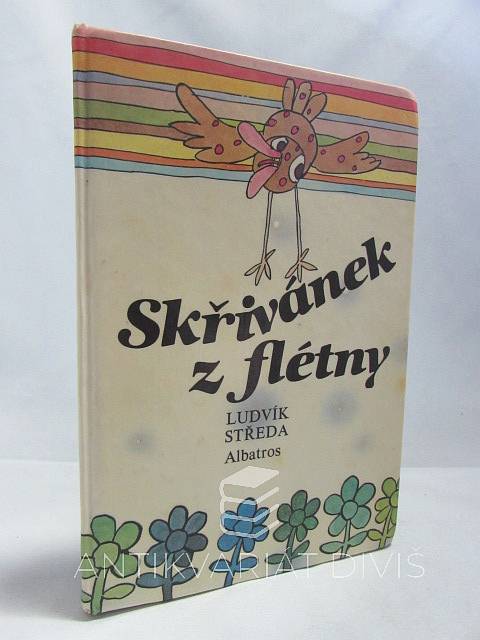 Skřivánek
z flétny
LUDVÍK
STŘEDA
Albatros
ANTIKVARIÁT DIVIŠ